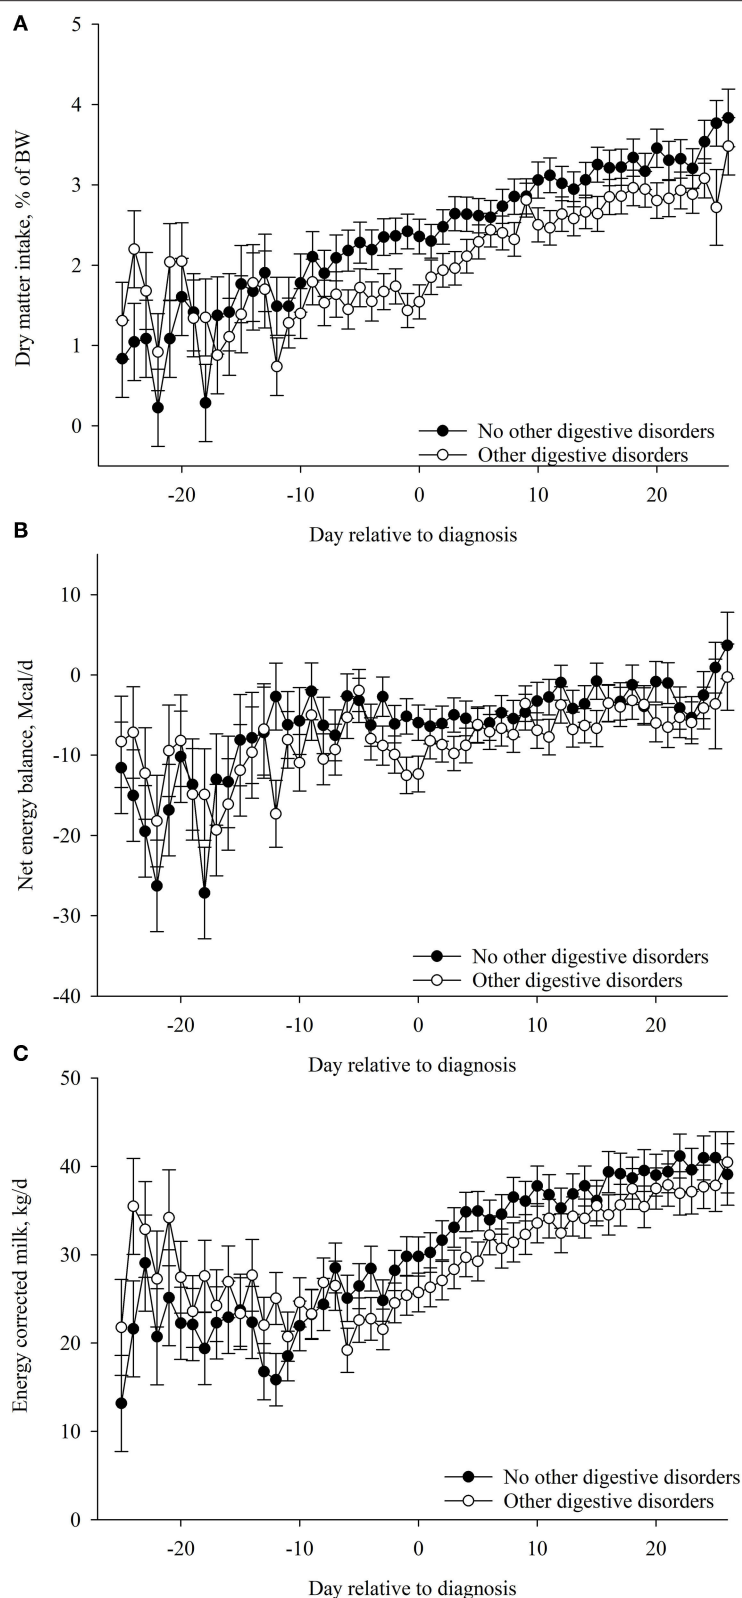 A
5
4
3
2
1
0
Dry matter intake, % of BW
No other digestive disorders
Other digestive disorders
-20 -10 0 10 20
Day relative to diagnosis
B
10
0
-10
-20
-30
-40
Net energy balance, Mcal/d
No other digestive disorders
Other digestive disorders
-20 -10 0 10 20
Day relative to diagnosis
C
50
40
30
20
10
0
Energy corrected milk, kg/d
No other digestive disorders
Other digestive disorders
-20 -10 0 10 20
Day relative to diagnosis